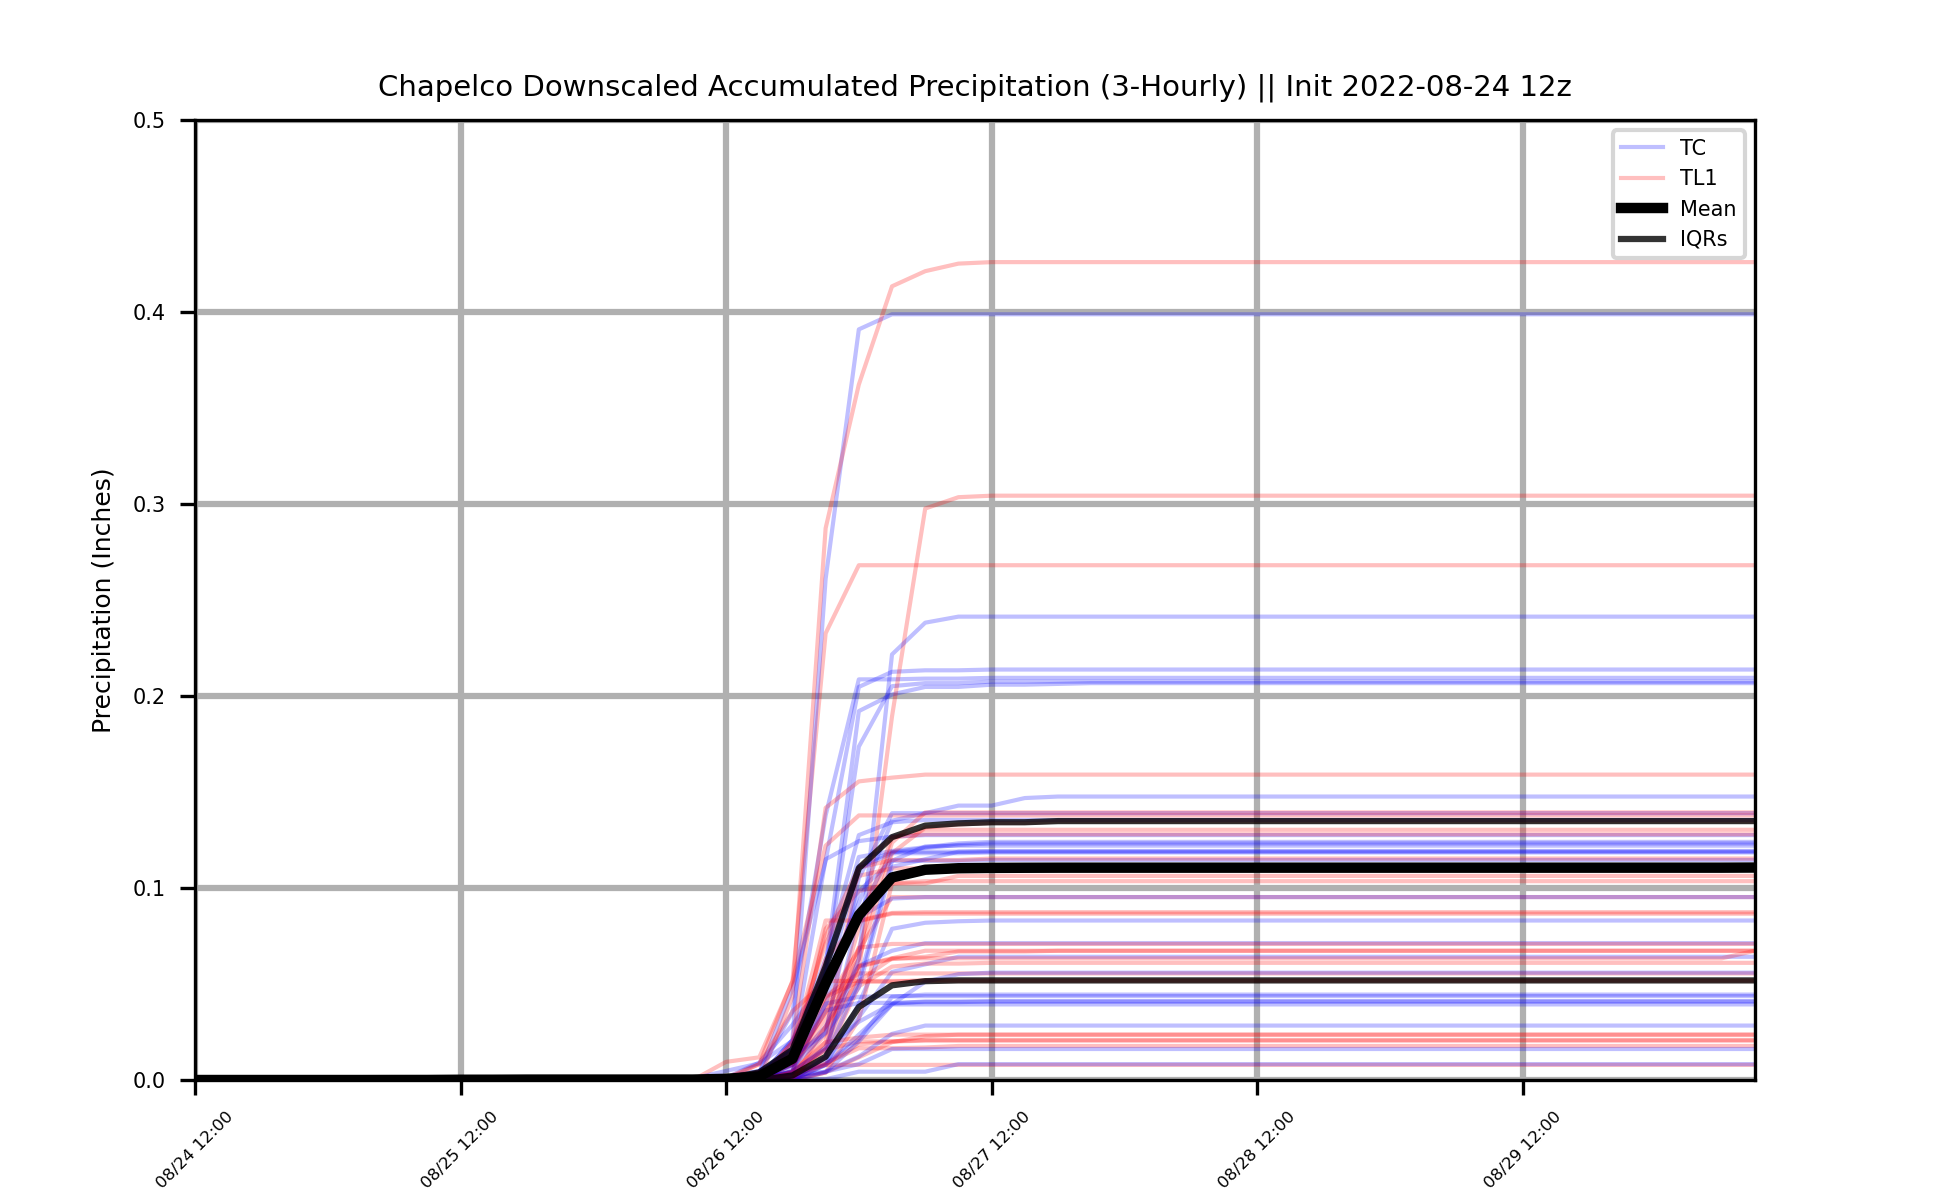 Chapelco Downscaled Accumulated Precipitation (3-Hourly) || Init 2022-08-24 12z
Precipitation (Inches)
0.5
0.4
0.3
0.2
0.1
0.0
TC
TL1
Mean
IQRs
08/24 12:00
08/25 12:00
08/26 12:00
08/27 12:00
08/28 12:00
08/29 12:00